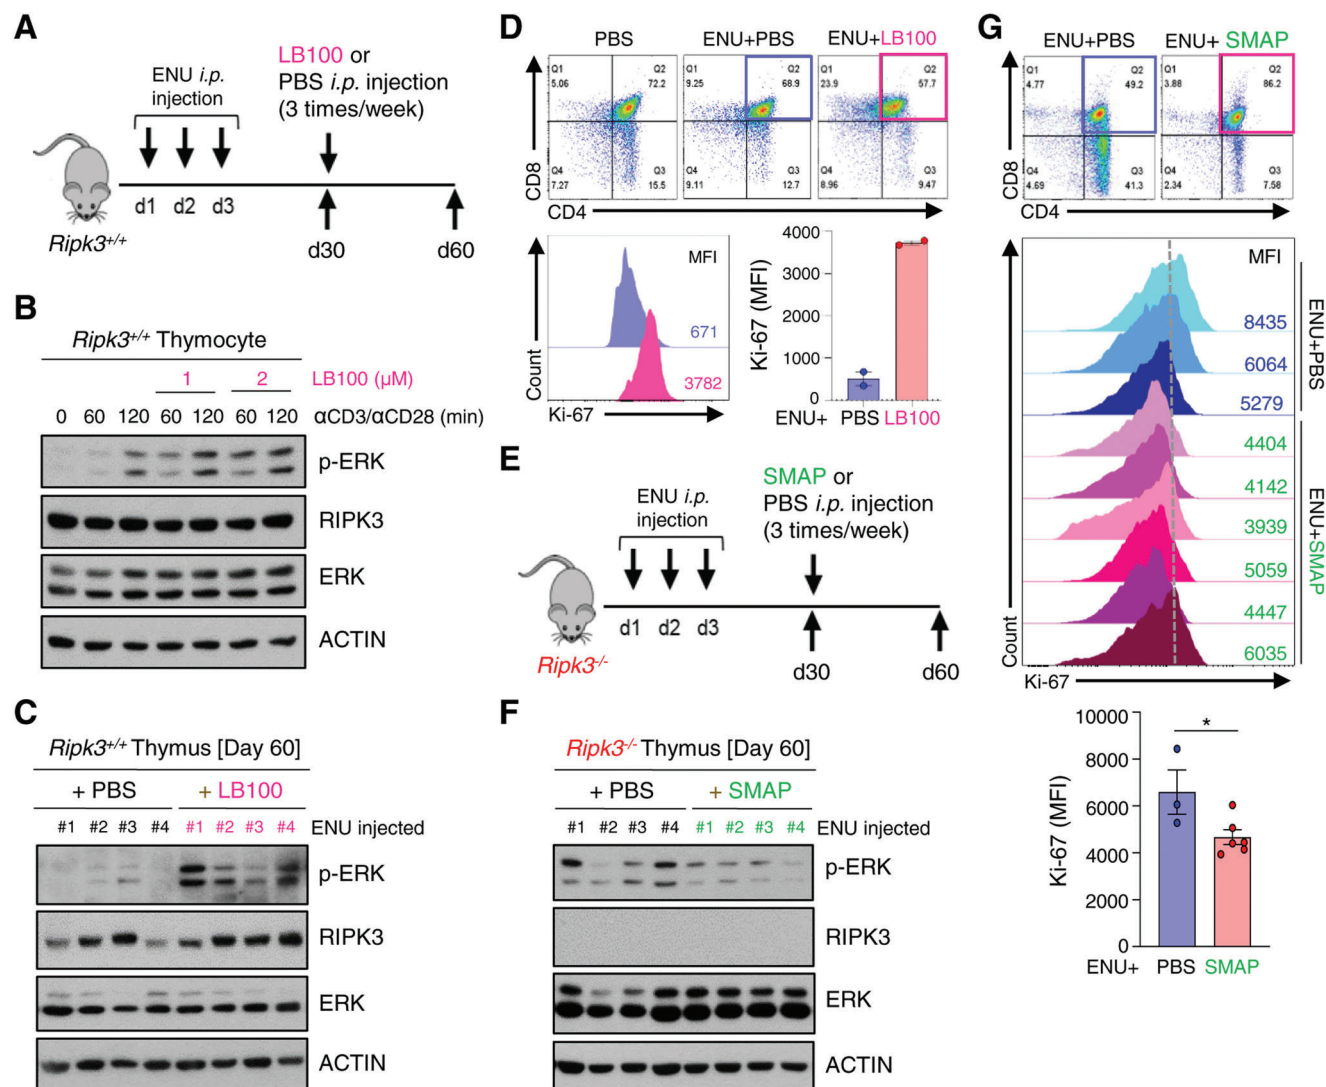 A
ENU i.p.
injection
LB100 or
PBS i.p. injection
(3 times/week)
d1 d2 d3
Ripk3+/+
d30 d60
B
Ripk3+/+ Thymocyte
1 2 LB100 (µM)
0 60 120 60 120 60 120 αCD3/αCD28 (min)
p-ERK
RIPK3
ERK
ACTIN
C
Ripk3+/+ Thymus [Day 60]
+ PBS + LB100
#1 #2 #3 #4 #1 #2 #3 #4 ENU injected
p-ERK
RIPK3
ERK
ACTIN
D
PBS ENU+PBS ENU+LB100
Q1 5.06 Q2 72.2 Q4 7.27 Q3 15.5
Q1 9.25 Q2 68.9 Q4 9.11 Q3 12.7
Q1 23.9 Q2 57.7 Q4 8.96 Q3 9.47
CD8
CD4
MFI
671
3782
Count
Ki-67
Ki-67 (MFI)
4000
3000
2000
1000
0
ENU+ PBS LB100
E
ENU i.p.
injection
SMAP or
PBS i.p. injection
(3 times/week)
d1 d2 d3
Ripk3-/-
d30 d60
F
Ripk3-/- Thymus [Day 60]
+ PBS + SMAP
#1 #2 #3 #4 #1 #2 #3 #4 ENU injected
p-ERK
RIPK3
ERK
ACTIN
G
ENU+PBS ENU+ SMAP
Q1 4.77 Q2 49.2 Q4 4.69 Q3 41.3
Q1 3.88 Q2 86.2 Q4 2.34 Q3 7.58
CD8
CD4
MFI
8435
6064
5279
4404
4142
3939
5059
4447
6035
ENU+PBS
ENU+SMAP
Count
Ki-67
Ki-67 (MFI)
10000
8000
6000
4000
2000
0
*
ENU+ PBS SMAP